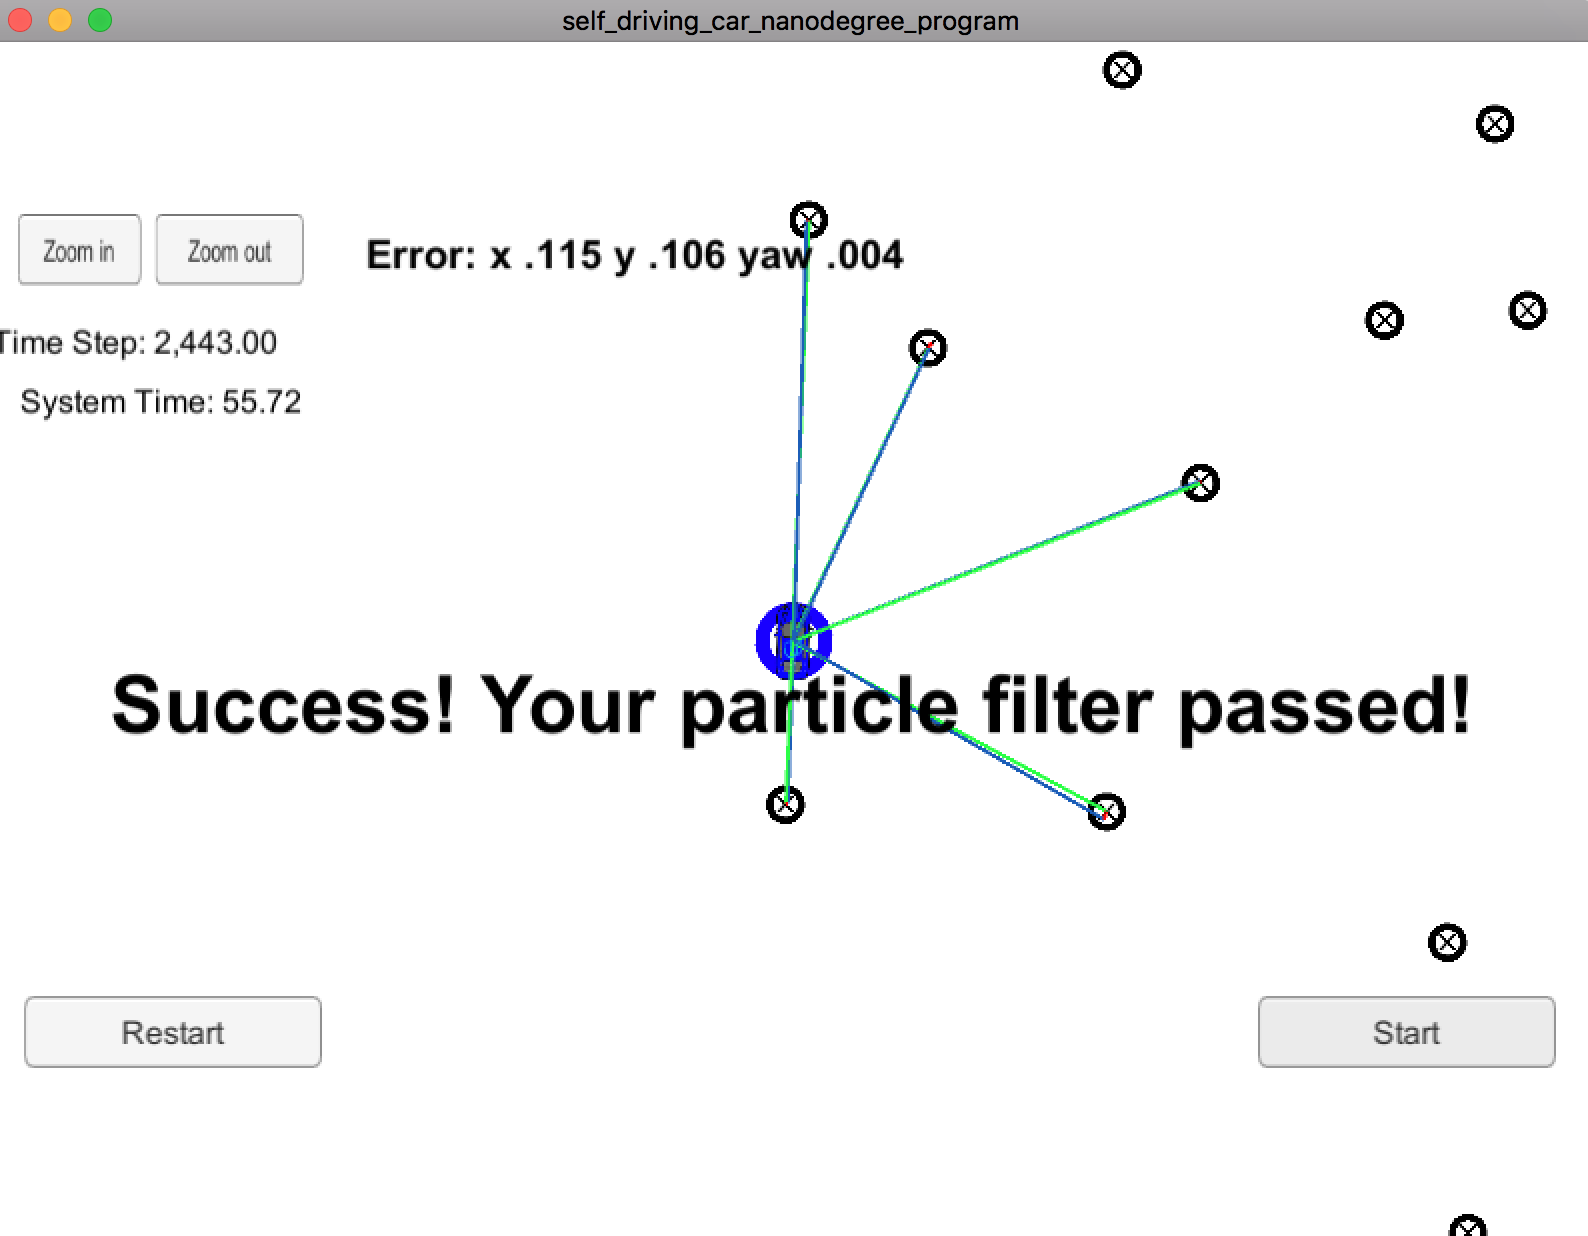 self_driving_car_nanodegree_program
Zoom in
Zoom out
Error: x .115 y .106 yaw .004
Time Step: 2,443.00
System Time: 55.72
Success! Your particle filter passed!
Restart
Start